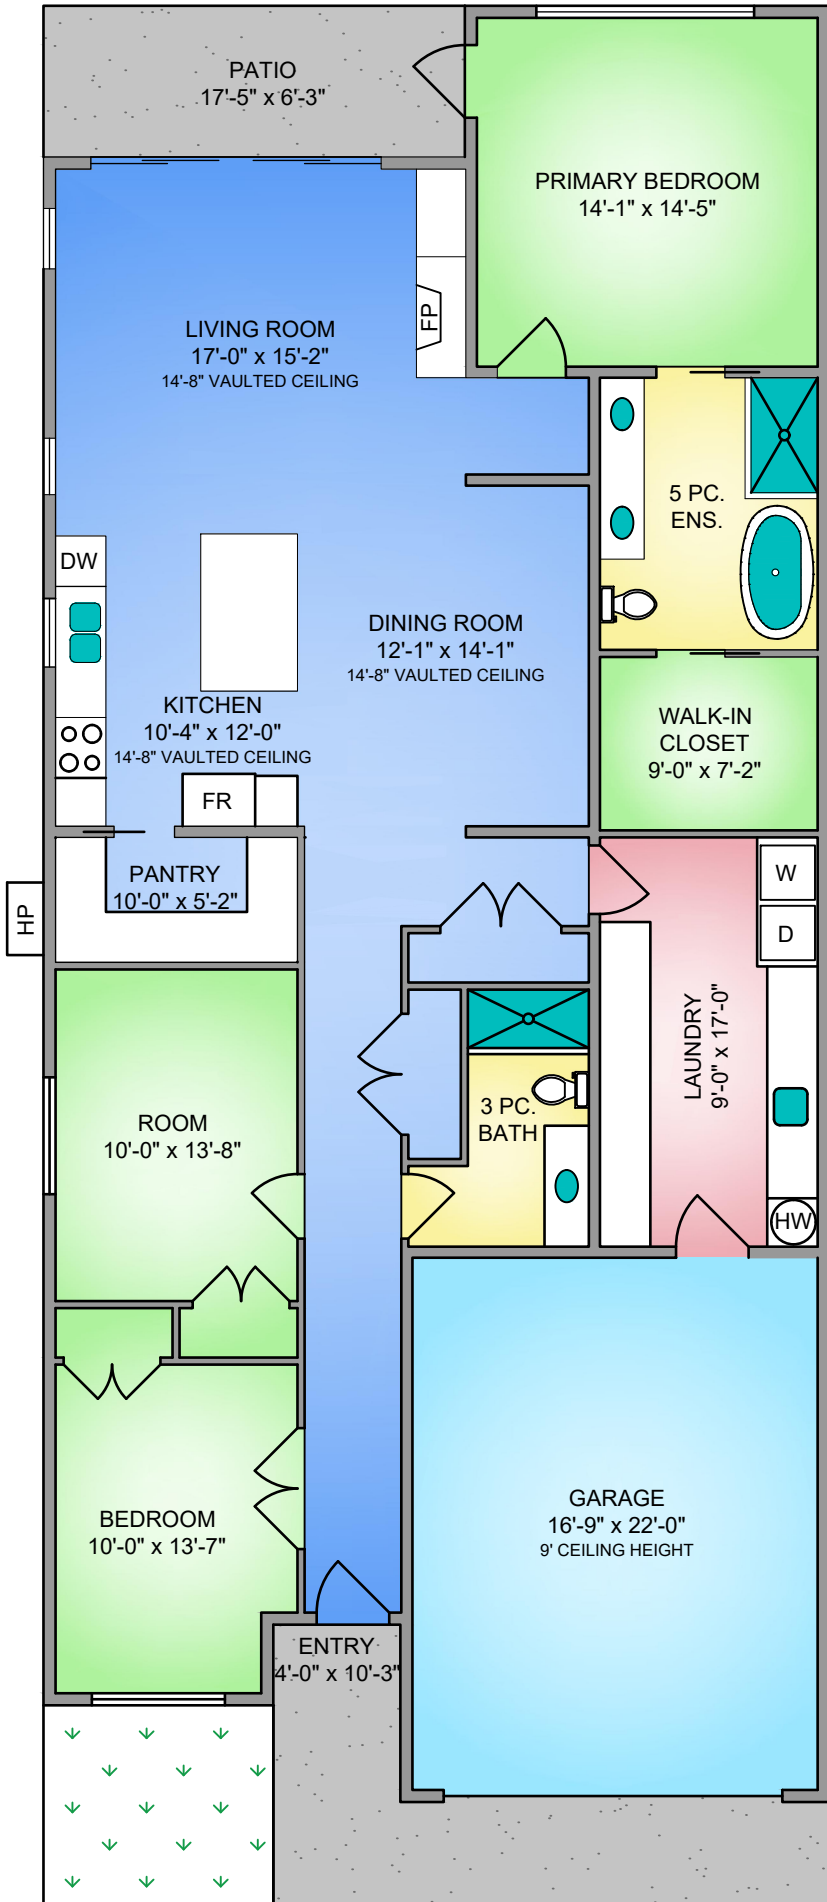 PATIO
17'-5" x 6'-3"
PRIMARY BEDROOM
14'-1" x 14'-5"
LIVING ROOM
17'-0" x 15'-2"
14'-8" VAULTED CEILING
FP
5 PC.
ENS.
DW
DINING ROOM
12'-1" x 14'-1"
14'-8" VAULTED CEILING
KITCHEN
10'-4" x 12'-0"
14'-8" VAULTED CEILING
WALK-IN
CLOSET
9'-0" x 7'-2"
FR
PANTRY
10'-0" x 5'-2"
HP
W
D
LAUNDRY
9'-0" x 17'-0"
ROOM
10'-0" x 13'-8"
3 PC.
BATH
HW
BEDROOM
10'-0" x 13'-7"
GARAGE
16'-9" x 22'-0"
9' CEILING HEIGHT
ENTRY
4'-0" x 10'-3"